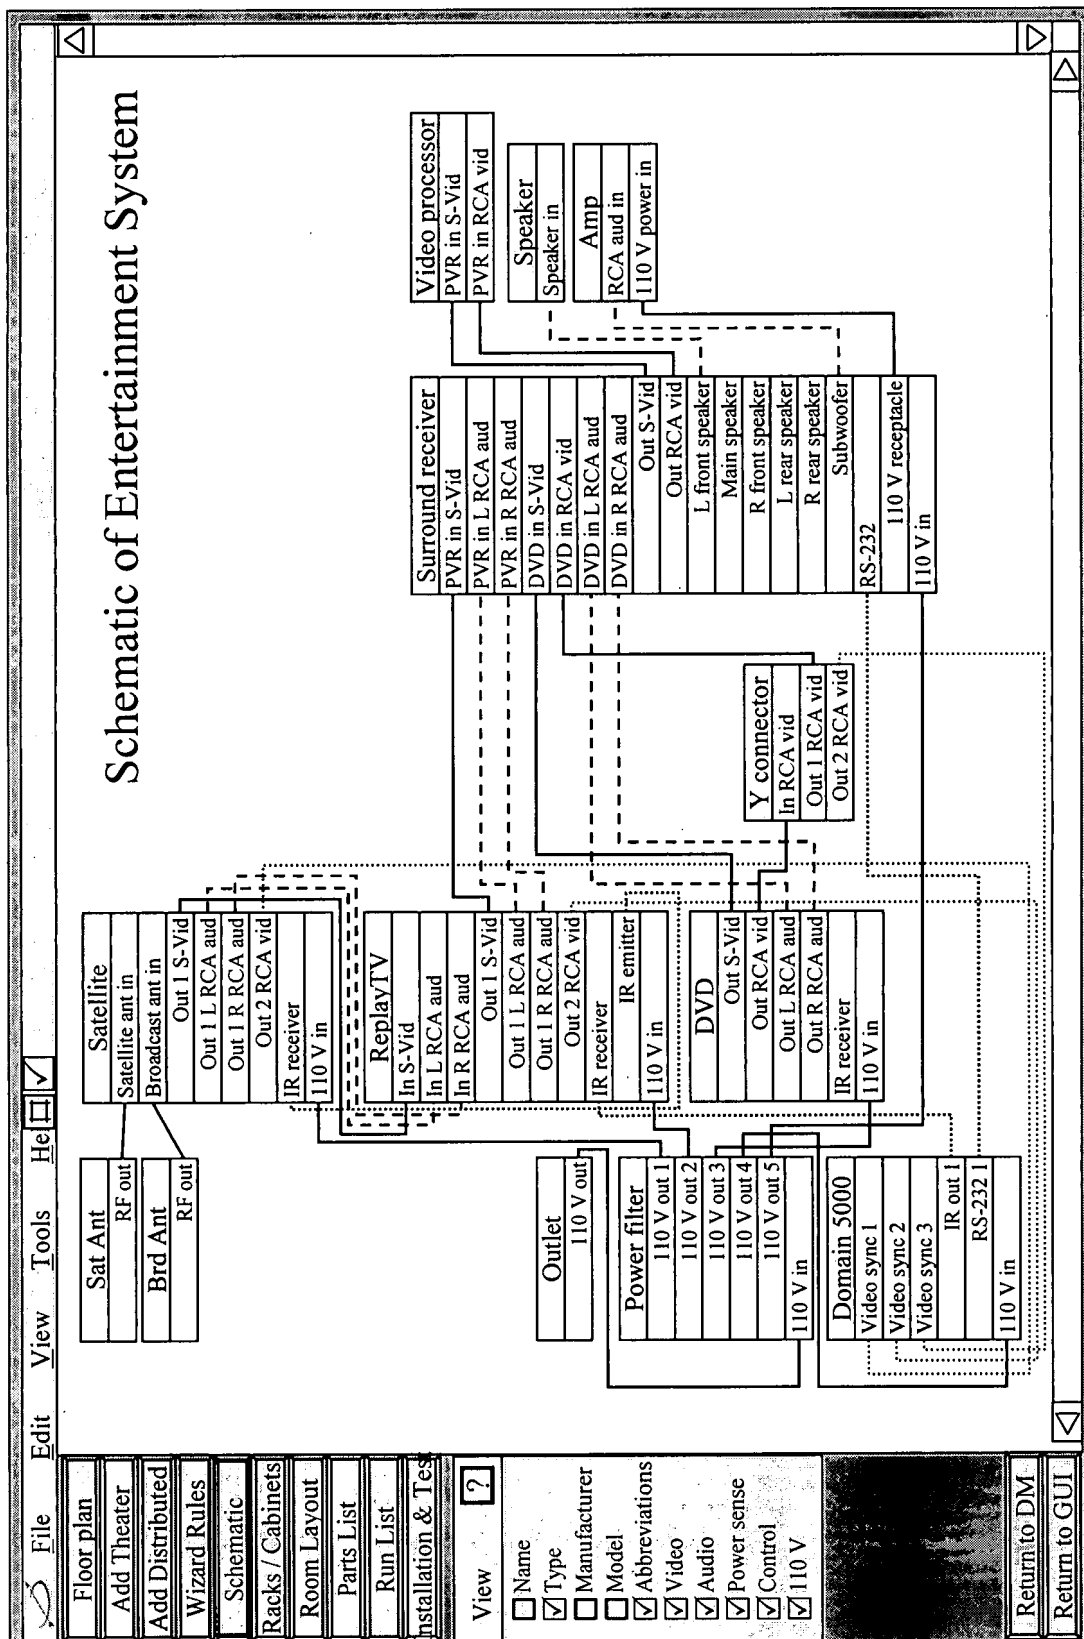 File Edit View Tools Hel
Floor plan
Add Theater
Add Distributed
Wizard Rules
Schematic
Racks / Cabinets
Room Layout
Parts List
Run List
nstallation & Test
View ?
Name
Type
Manufacturer
Model
Abbreviations
Video
Audio
Power sense
Control
110 V
Return to DM
Return to GUI
Schematic of Entertainment System
Sat Ant
RF out
Brd Ant
RF out
Outlet
110 V out
Power filter
110 V out 1
110 V out 2
110 V out 3
110 V out 4
110 V out 5
110 V in
Domain 5000
Video sync 1
Video sync 2
Video sync 3
IR out 1
RS-232 1
110 V in
Satellite
Satellite ant in
Broadcast ant in
Out 1 S-Vid
Out 1 L RCA aud
Out 1 R RCA aud
Out 2 RCA vid
IR receiver
110 V in
ReplayTV
In S-Vid
In L RCA aud
In R RCA aud
Out 1 S-Vid
Out 1 L RCA aud
Out 1 R RCA aud
Out 2 RCA vid
IR receiver
IR emitter
110 V in
DVD
Out S-Vid
Out RCA vid
Out L RCA aud
Out R RCA aud
IR receiver
110 V in
Y connector
In RCA vid
Out 1 RCA vid
Out 2 RCA vid
Surround receiver
PVR in S-Vid
PVR in L RCA aud
PVR in R RCA aud
DVD in S-Vid
DVD in RCA vid
DVD in L RCA aud
DVD in R RCA aud
Out S-Vid
Out RCA vid
L front speaker
Main speaker
R front speaker
L rear speaker
R rear speaker
Subwoofer
RS-232
110 V receptacle
110 V in
Video processor
PVR in S-Vid
PVR in RCA vid
Speaker
Speaker in
Amp
RCA aud in
110 V power in